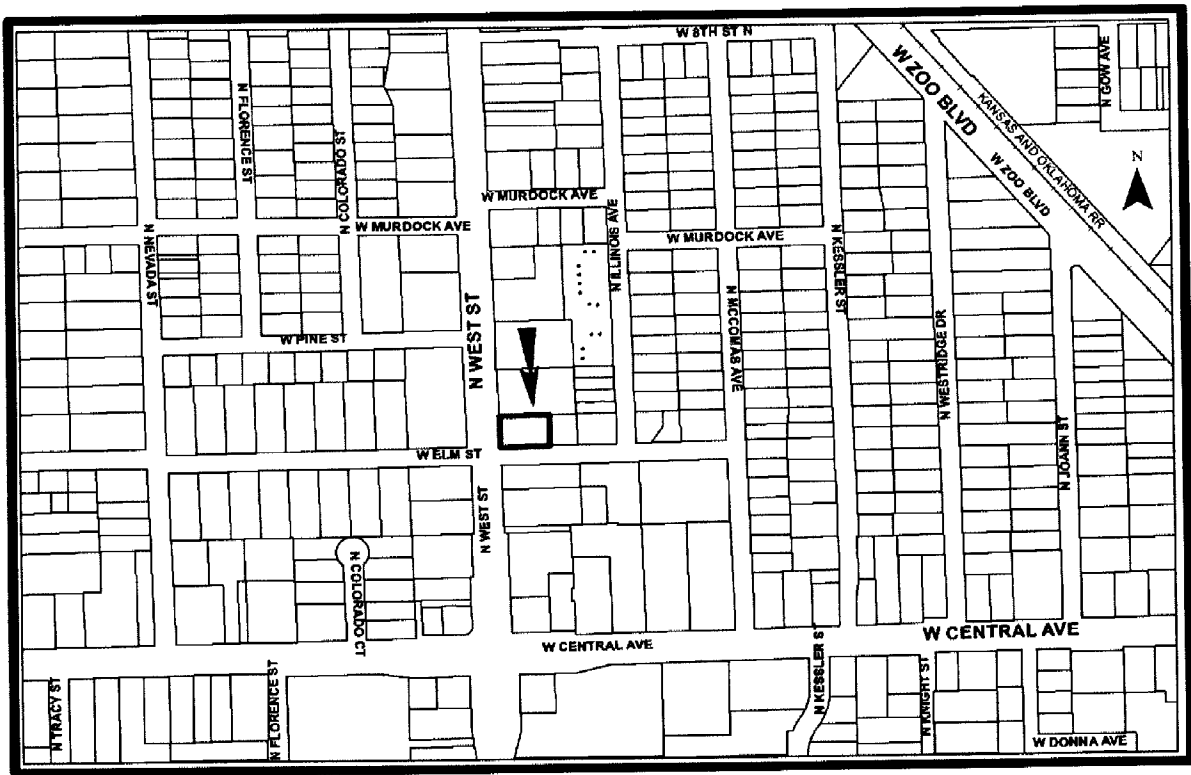 W 8TH ST N
W ZOO BLVD
KANSAS AND OKLAHOMA RR
N GOW AVE
N FLORENCE ST
N COLORADO ST
W ZOO BLVD
N
W MURDOCK AVE
N ILLINOIS AVE
W MURDOCK AVE
W MURDOCK AVE
N NEVADA ST
N KESSLER ST
N WEST ST
N MCCOMAS AVE
N WESTRIDGE DR
W PINE ST
W ELM ST
N JOANN ST
N WEST ST
N COLORADO CT
W CENTRAL AVE
W CENTRAL AVE
N TRACY ST
N FLORENCE ST
N KESSLER S
N KNIGHT ST
W DONNA AVE